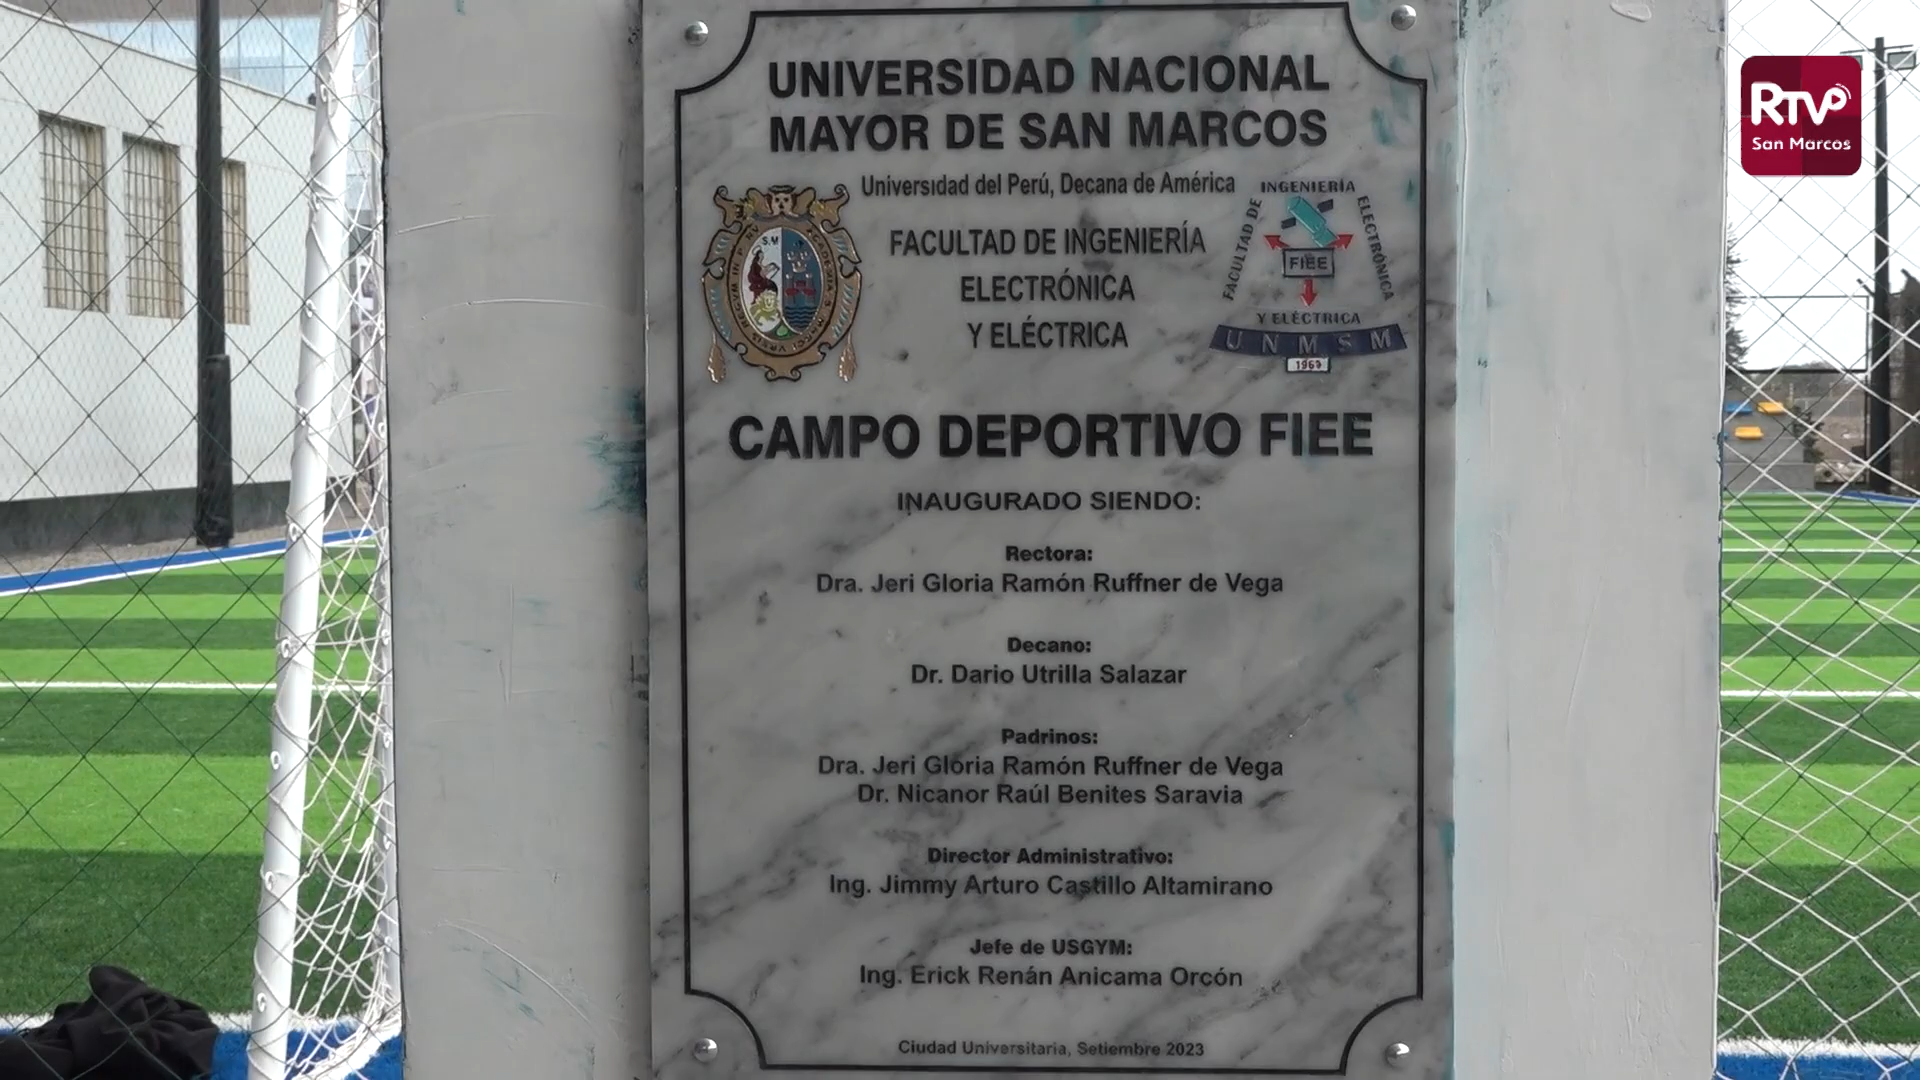 UNIVERSIDAD NACIONAL
MAYOR DE SAN MARCOS
Universidad del Perú, Decana de América
FACULTAD DE INGENIERÍA
ELECTRÓNICA
Y ELÉCTRICA
FACULTAD DE INGENIERÍA ELECTRÓNICA
FIEE
Y ELÉCTRICA
UNMSM
CAMPO DEPORTIVO FIEE
INAUGURADO SIENDO:
Rectora:
Dra. Jeri Gloria Ramón Ruffner de Vega
Decano:
Dr. Dario Utrilla Salazar
Padrinos:
Dra. Jeri Gloria Ramón Ruffner de Vega
Dr. Nicanor Raúl Benites Saravia
Director Administrativo:
Ing. Jimmy Arturo Castillo Altamirano
Jefe de USGYM:
Ing. Erick Renán Anicama Orcón
Ciudad Universitaria, Setiembre 2023
RTVP
San Marcos